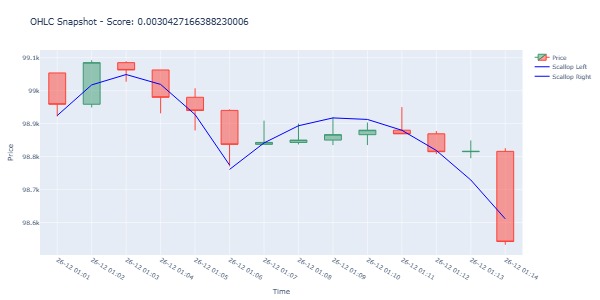 OHLC Snapshot - Score: 0.0030427166388230006
99.1k
99k
98.9k
98.8k
98.7k
98.6k
Price
26-12 01:01
26-12 01:02
26-12 01:03
26-12 01:04
26-12 01:05
26-12 01:06
26-12 01:07
26-12 01:08
26-12 01:09
26-12 01:10
26-12 01:11
26-12 01:12
26-12 01:13
26-12 01:14
Time
Price
Scallop Left
Scallop Right